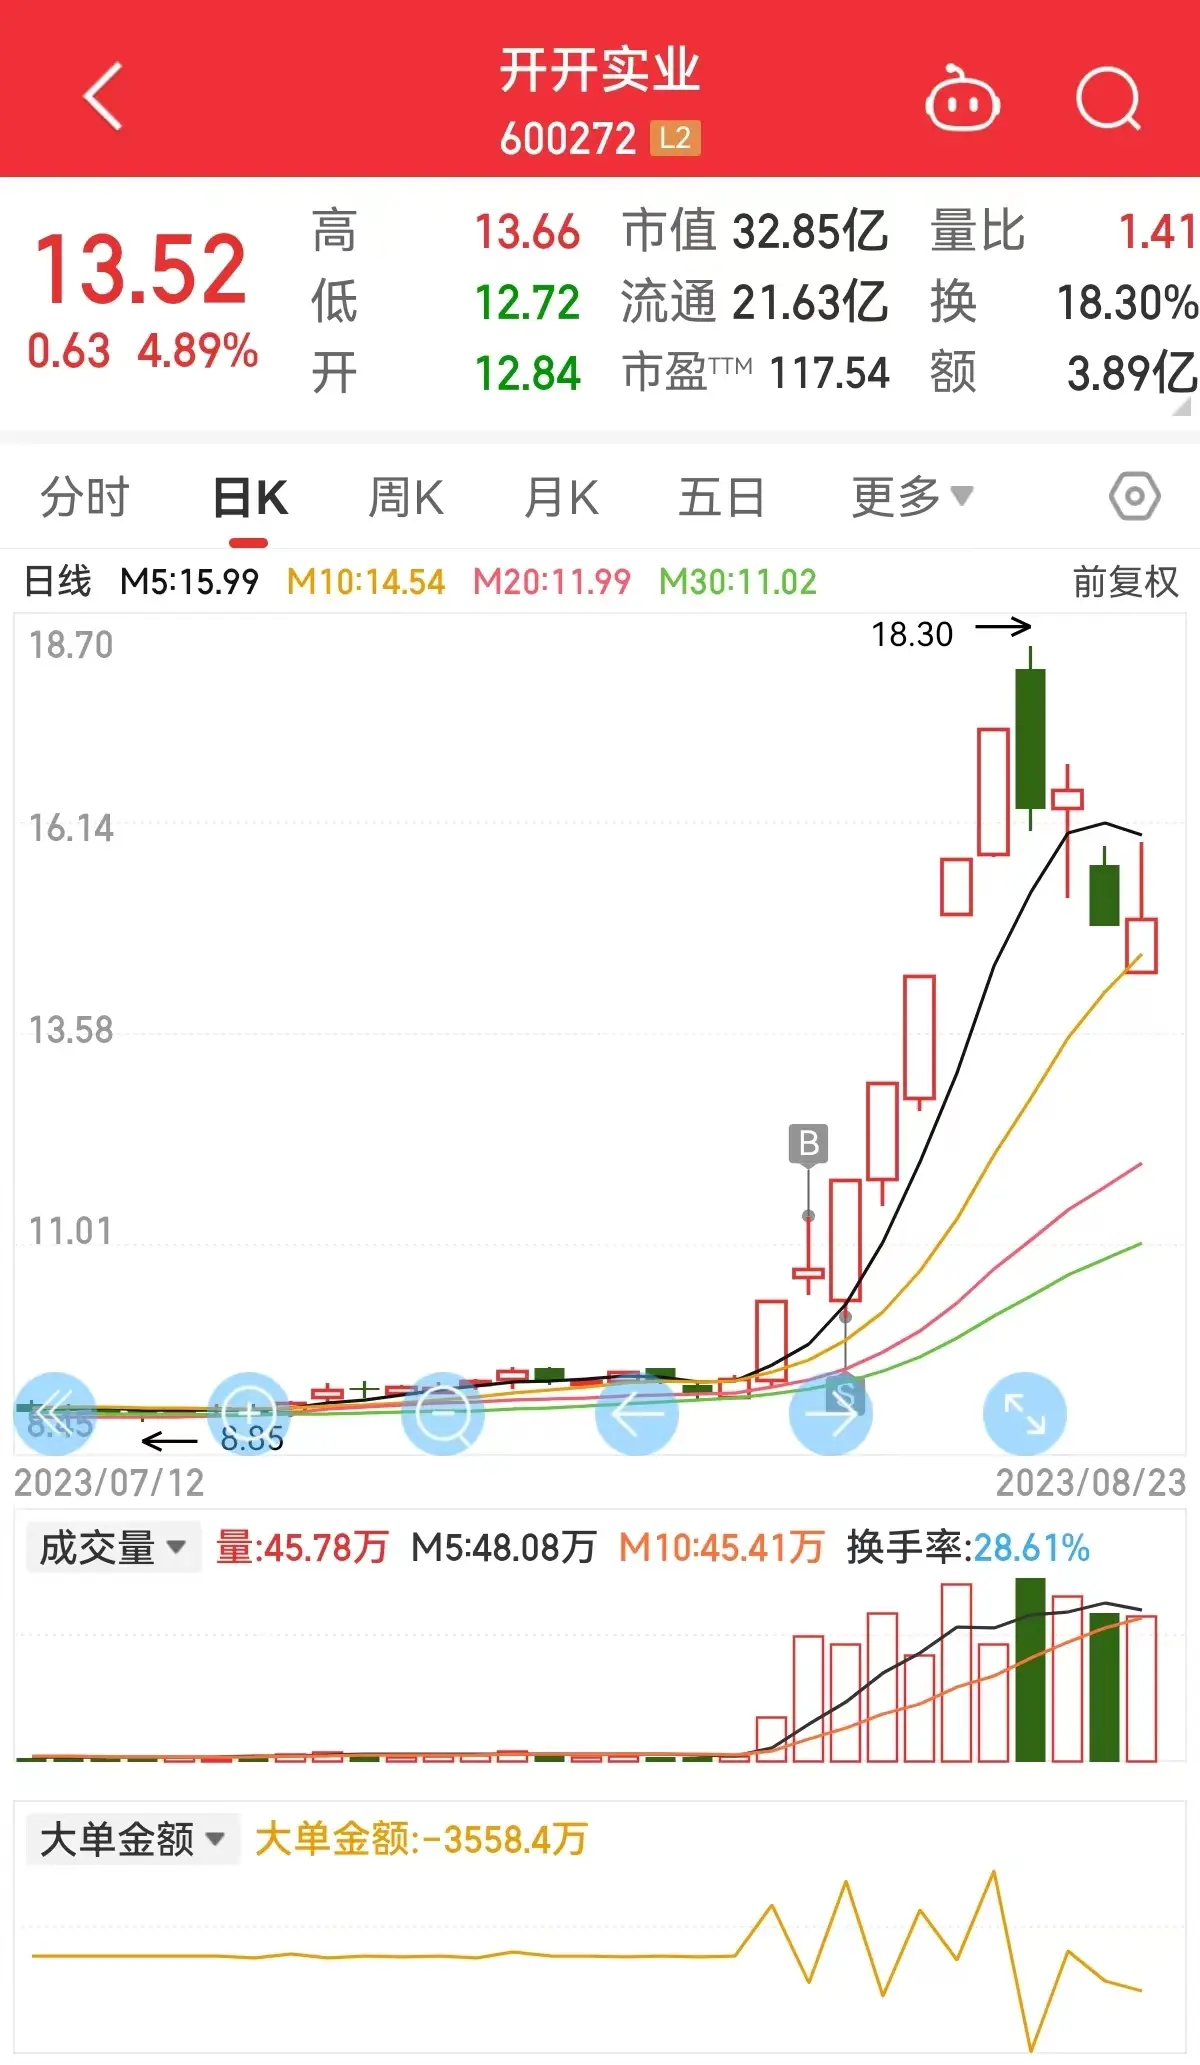 开开实业
600272 L2
13.52
0.63 4.89%
高 13.66 市值 32.85亿 量比 1.41
低 12.72 流通 21.63亿 换 18.30%
开 12.84 市盈TTM 117.54 额 3.89亿
分时 日K 周K 月K 五日 更多
日线 M5:15.99 M10:14.54 M20:11.99 M30:11.02 前复权
18.70
18.30
16.14
13.58
B
11.01
S
8.45
8.85
2023/07/12 2023/08/23
成交量 量:45.78万 M5:48.08万 M10:45.41万 换手率:28.61%
大单金额 大单金额:-3558.4万